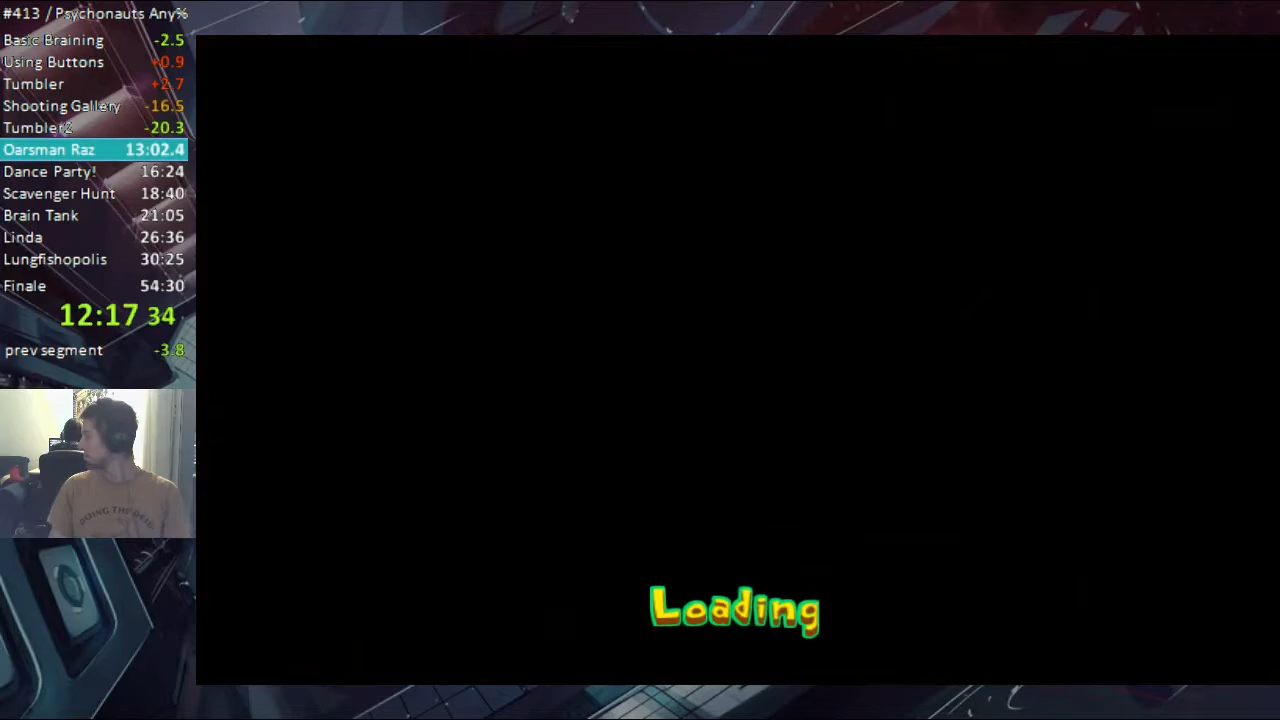 #413 / Psychonauts Any%
Basic Braining -2.5
Using Buttons +0.9
Tumbler +2.7
Shooting Gallery -16.5
Tumbler2 -20.3
Oarsman Raz 13:02.4
Dance Party! 16:24
Scavenger Hunt 18:40
Brain Tank 21:05
Linda 26:36
Lungfishopolis 30:25
Finale 54:30
12:17 34
prev segment -3.8
DOING THE
Loading